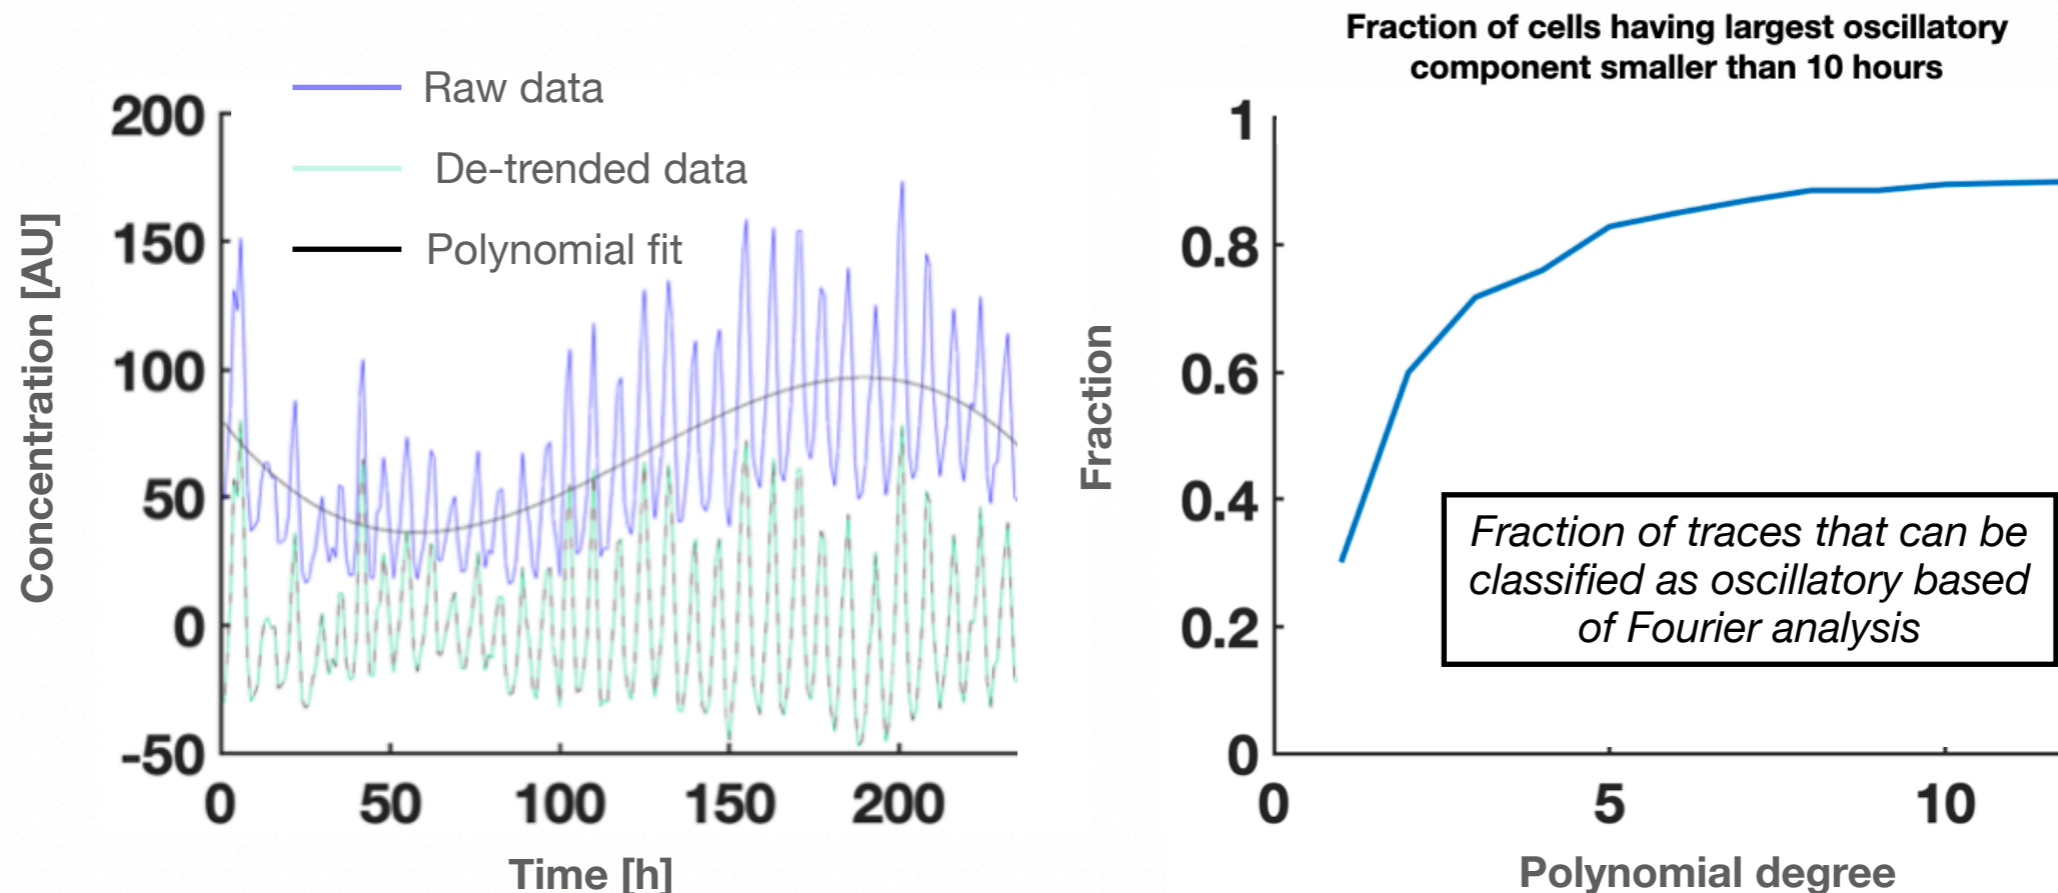 Raw data
De-trended data
Polynomial fit
200
150
100
50
0
-50
Concentration [AU]
0
50
100
150
200
Time [h]
Fraction of cells having largest oscillatory
component smaller than 10 hours
1
0.8
0.6
0.4
0.2
0
Fraction
Fraction of traces that can be
classified as oscillatory based
of Fourier analysis
0
5
10
Polynomial degree